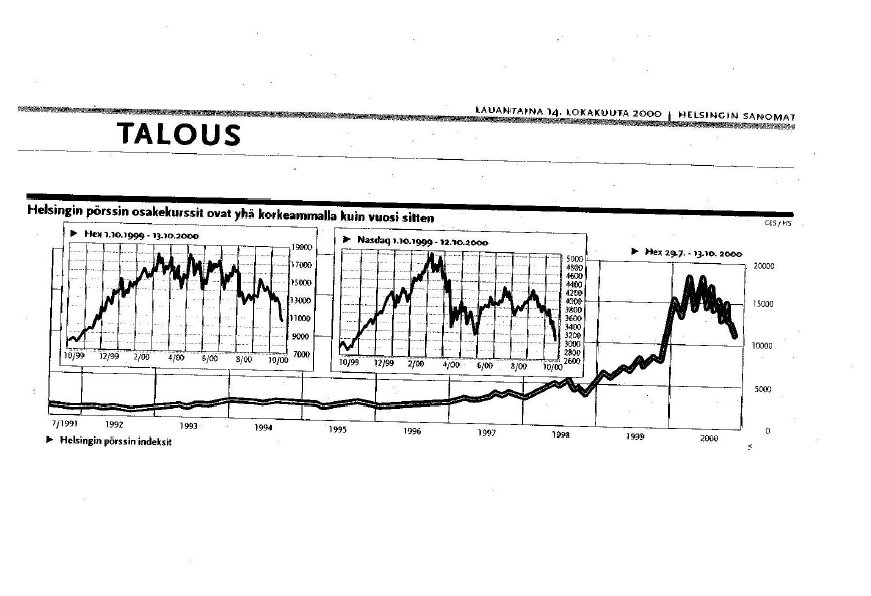 LAUANTAINA 14. LOKAKUUTA 2000 | HELSINGIN SANOMAT
TALOUS
Helsingin pörssin osakekurssit ovat yhä korkeammalla kuin vuosi sitten
GES / HS
► Hex 1.10.1999 - 13.10.2000
19000
17000
15000
13000
11000
9000
7000
10/99 12/99 2/00 4/00 6/00 8/00 10/00
► Nasdaq 1.10.1999 - 12.10.2000
5000
4800
4600
4400
4250
4000
3800
3600
3400
3200
3000
2800
2600
10/99 12/99 2/00 4/00 6/00 8/00 10/00
► Hex 29.7. - 13.10. 2000
20000
15000
10000
5000
0
7/1991 1992 1993 1994 1995 1996 1997 1998 1999 2000
► Helsingin pörssin indeksit